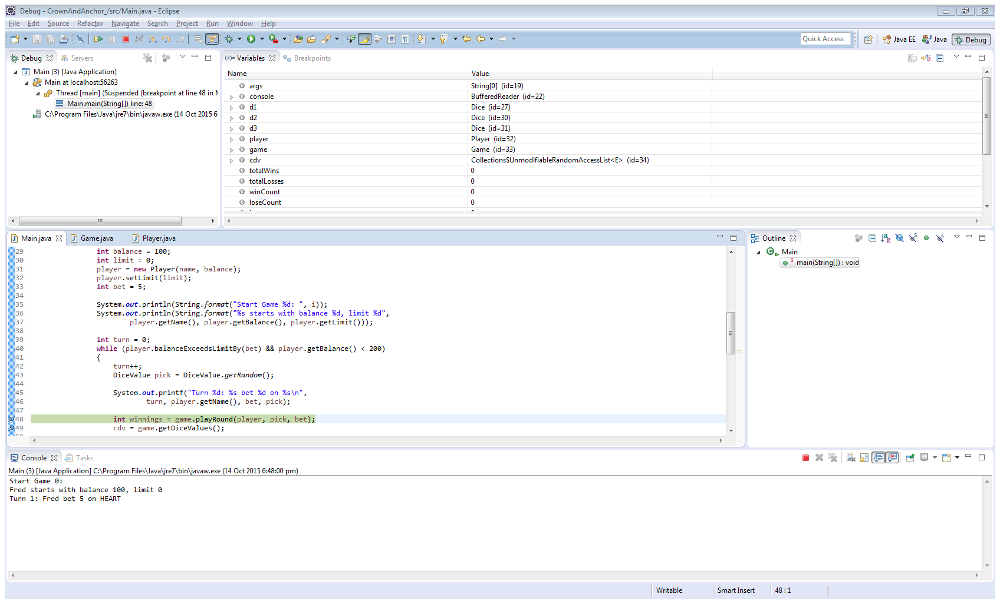 Debug - CrownAndAnchor_/src/Main.java - Eclipse
File Edit Source Refactor Navigate Search Project Run Window Help
Quick Access Java EE Java Debug
Debug Servers
Main (3) [Java Application]
Main at localhost:56263
Thread [main] (Suspended (breakpoint at line 48 in
Main.main(String[]) line: 48
C:\Program Files\Java\jre7\bin\javaw.exe (14 Oct 2015 6:
(x)= Variables Breakpoints
Name Value
args String[0] (id=19)
console BufferedReader (id=22)
d1 Dice (id=27)
d2 Dice (id=30)
d3 Dice (id=31)
player Player (id=32)
game Game (id=33)
cdv Collections$UnmodifiableRandomAccessList<E> (id=34)
totalWins 0
totalLosses 0
winCount 0
loseCount 0
Main.java Game.java Player.java
29 int balance = 100;
30 int limit = 0;
31 player = new Player(name, balance);
32 player.setLimit(limit);
33 int bet = 5;
34
35 System.out.println(String.format("Start Game %d: ", i));
36 System.out.println(String.format("%s starts with balance %d, limit %d",
37 player.getName(), player.getBalance(), player.getLimit()));
38
39 int turn = 0;
40 while (player.balanceExceedsLimitBy(bet) && player.getBalance() < 200)
41 {
42 turn++;
43 DiceValue pick = DiceValue.getRandom();
44
45 System.out.printf("Turn %d: %s bet %d on %s\n",
46 turn, player.getName(), bet, pick);
47
48 int winnings = game.playRound(player, pick, bet);
49 cdv = game.getDiceValues();
Outline
Main
main(String[]) : void
Console Tasks
Main (3) [Java Application] C:\Program Files\Java\jre7\bin\javaw.exe (14 Oct 2015 6:48:00 pm)
Start Game 0:
Fred starts with balance 100, limit 0
Turn 1: Fred bet 5 on HEART
Writable Smart Insert 48 : 1